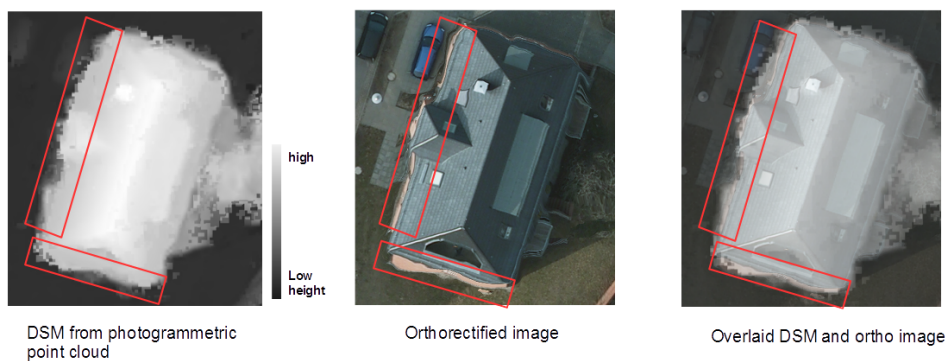 high
Low
height
DSM from photogrammetric
point cloud
Orthorectified image
Overlaid DSM and ortho image